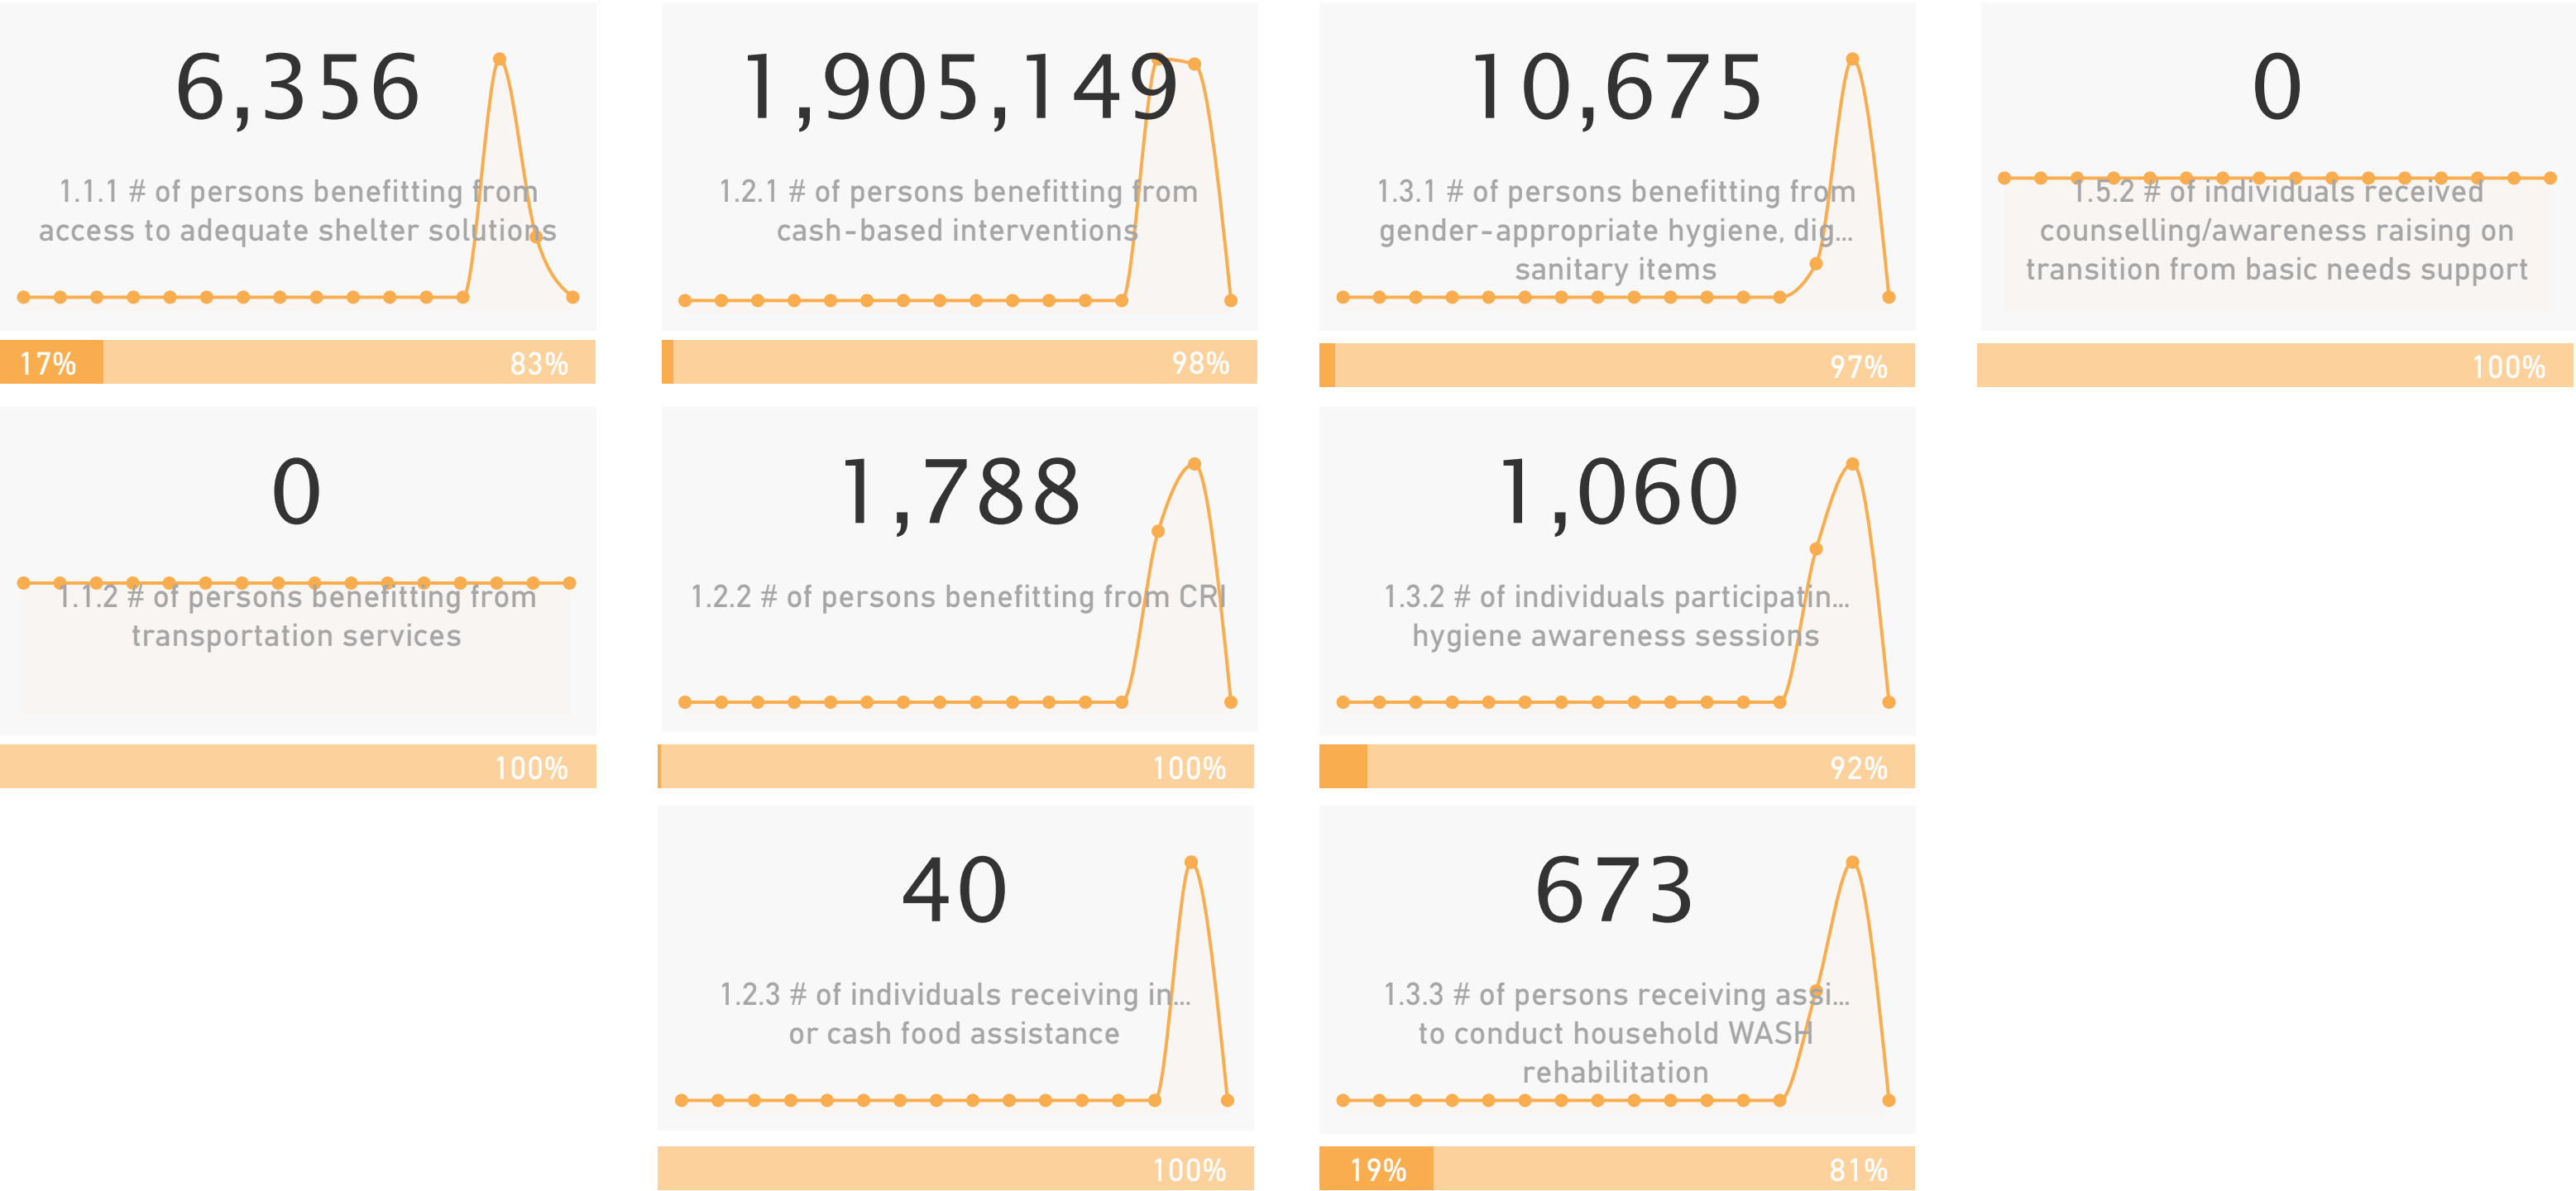 6,356
1.1.1 # of persons benefitting from
access to adequate shelter solutions
17% 83%
1,905,149
1.2.1 # of persons benefitting from
cash-based interventions
98%
10,675
1.3.1 # of persons benefitting from
gender-appropriate hygiene, dig...
sanitary items
97%
0
1.5.2 # of individuals received
counselling/awareness raising on
transition from basic needs support
100%
0
1.1.2 # of persons benefitting from
transportation services
100%
1,788
1.2.2 # of persons benefitting from CRI
100%
1,060
1.3.2 # of individuals participatin...
hygiene awareness sessions
92%
40
1.2.3 # of individuals receiving in...
or cash food assistance
100%
673
1.3.3 # of persons receiving assi...
to conduct household WASH
rehabilitation
19% 81%